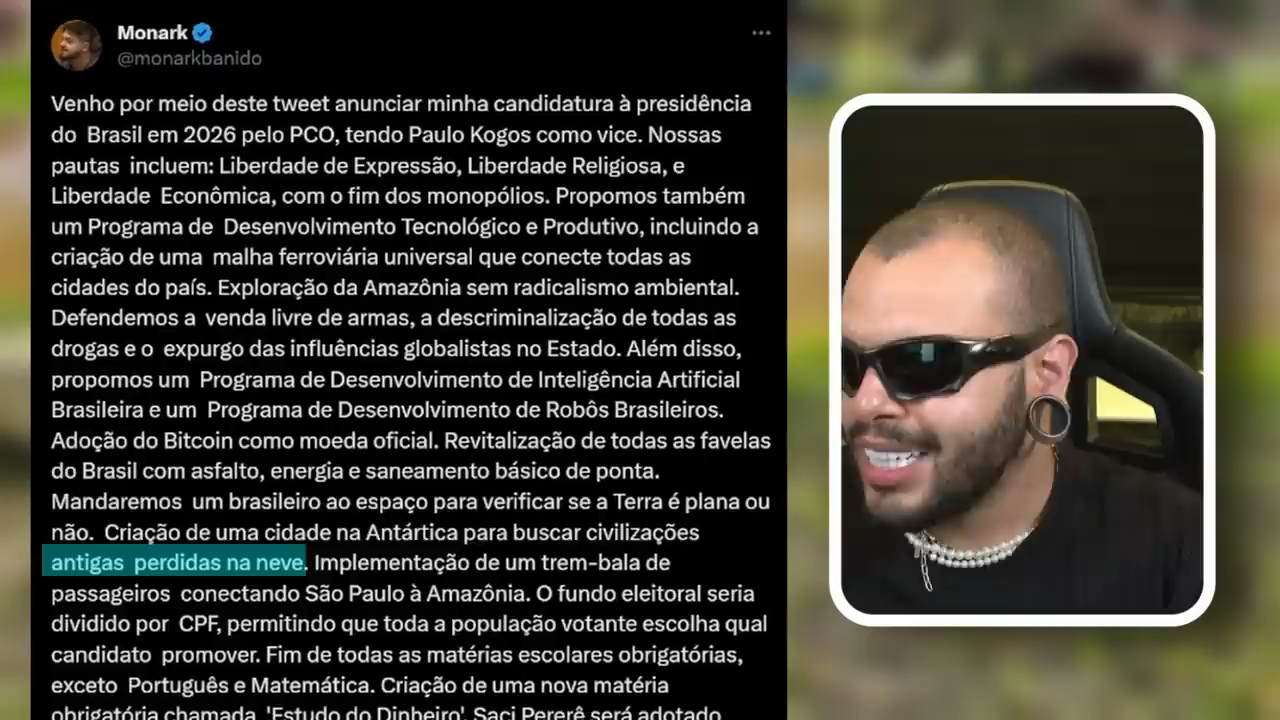 Monark
@monarkbanido
Venho por meio deste tweet anunciar minha candidatura à presidência
do Brasil em 2026 pelo PCO, tendo Paulo Kogos como vice. Nossas
pautas incluem: Liberdade de Expressão, Liberdade Religiosa, e
Liberdade Econômica, com o fim dos monopólios. Propomos também
um Programa de Desenvolvimento Tecnológico e Produtivo, incluindo a
criação de uma malha ferroviária universal que conecte todas as
cidades do país. Exploração da Amazônia sem radicalismo ambiental.
Defendemos a venda livre de armas, a descriminalização de todas as
drogas e o expurgo das influências globalistas no Estado. Além disso,
propomos um Programa de Desenvolvimento de Inteligência Artificial
Brasileira e um Programa de Desenvolvimento de Robôs Brasileiros.
Adoção do Bitcoin como moeda oficial. Revitalização de todas as favelas
do Brasil com asfalto, energia e saneamento básico de ponta.
Mandaremos um brasileiro ao espaço para verificar se a Terra é plana ou
não. Criação de uma cidade na Antártica para buscar civilizações
antigas perdidas na neve. Implementação de um trem-bala de
passageiros conectando São Paulo à Amazônia. O fundo eleitoral seria
dividido por CPF, permitindo que toda a população votante escolha qual
candidato promover. Fim de todas as matérias escolares obrigatórias,
exceto Português e Matemática. Criação de uma nova matéria
obrigatória chamada 'Estudo do Dinheiro'. Saci Pererê será adotado